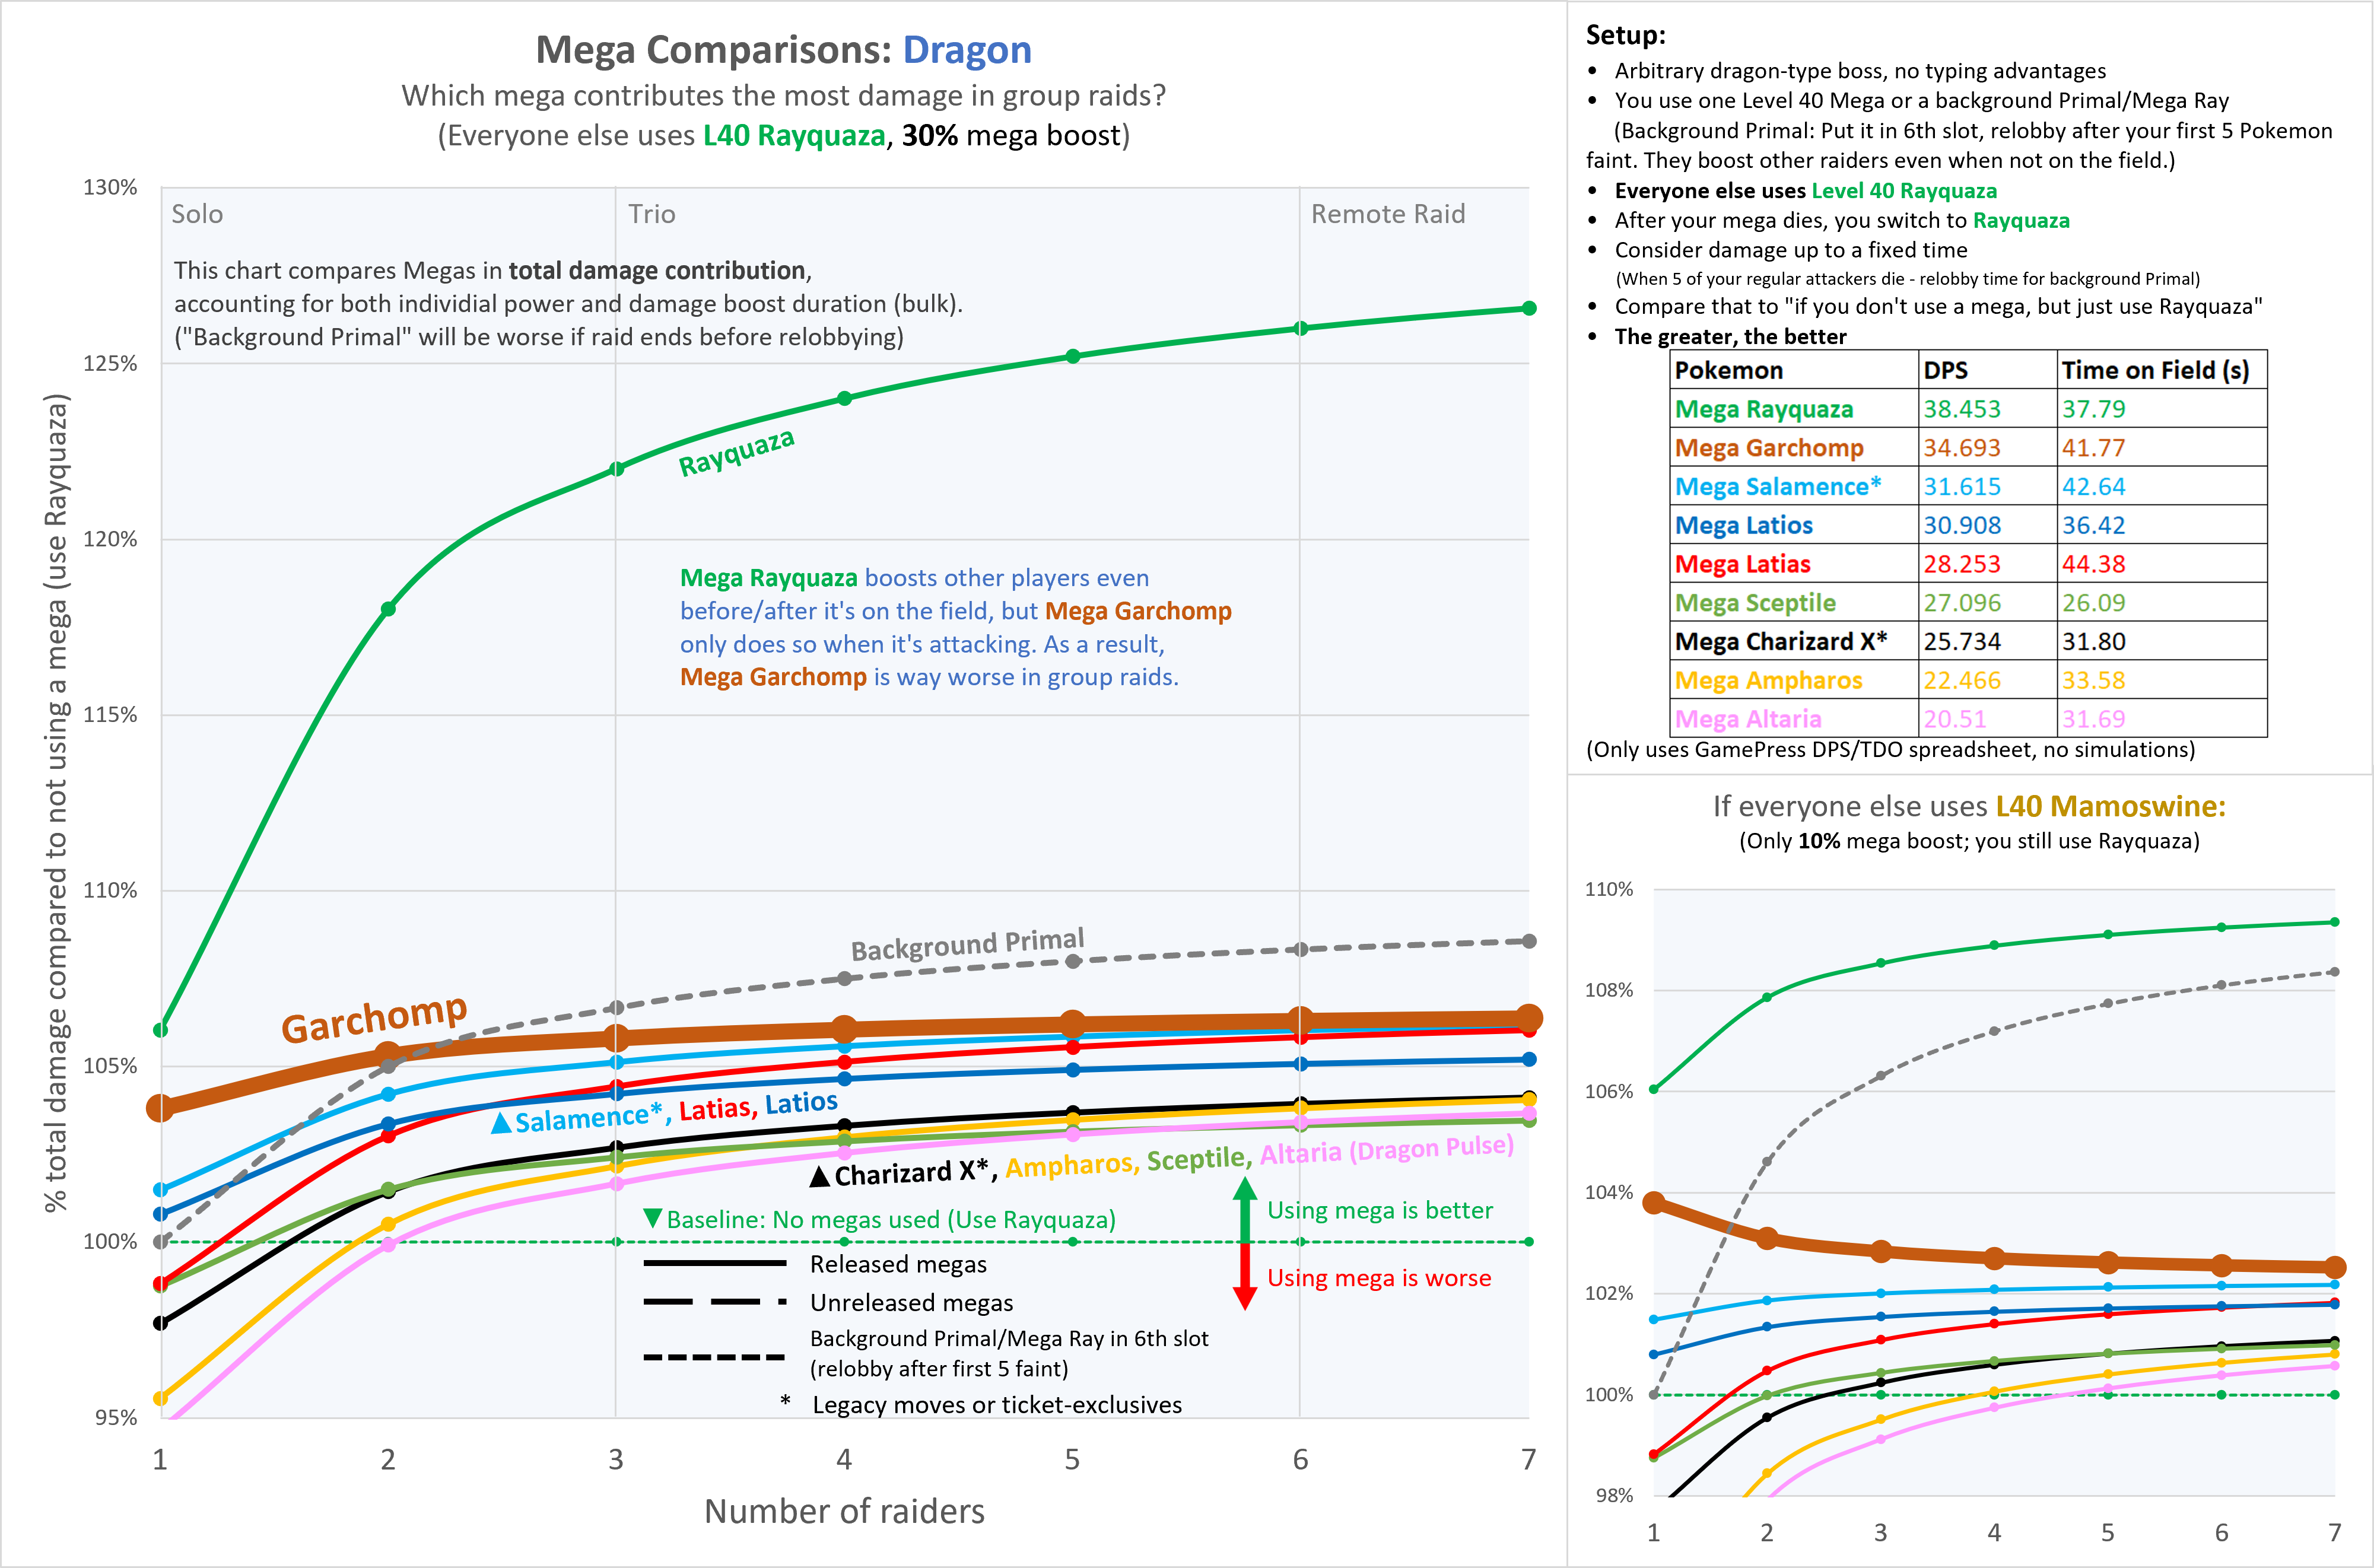 Mega Comparisons: Dragon
Which mega contributes the most damage in group raids?
(Everyone else uses L40 Rayquaza, 30% mega boost)
% total damage compared to not using a mega (use Rayquaza)
130%
125%
120%
115%
110%
105%
100%
95%
Solo
Trio
Remote Raid
This chart compares Megas in total damage contribution,
accounting for both individial power and damage boost duration (bulk).
("Background Primal" will be worse if raid ends before relobbying)
Rayquaza
Mega Rayquaza boosts other players even
before/after it's on the field, but Mega Garchomp
only does so when it's attacking. As a result,
Mega Garchomp is way worse in group raids.
Background Primal
Garchomp
▲Salamence*, Latias, Latios
▲Charizard X*, Ampharos, Sceptile, Altaria (Dragon Pulse)
▼Baseline: No megas used (Use Rayquaza)
Using mega is better
Using mega is worse
Released megas
Unreleased megas
Background Primal/Mega Ray in 6th slot
(relobby after first 5 faint)
* Legacy moves or ticket-exclusives
1 2 3 4 5 6 7
Number of raiders
Setup:
• Arbitrary dragon-type boss, no typing advantages
• You use one Level 40 Mega or a background Primal/Mega Ray
(Background Primal: Put it in 6th slot, relobby after your first 5 Pokemon
faint. They boost other raiders even when not on the field.)
• Everyone else uses Level 40 Rayquaza
• After your mega dies, you switch to Rayquaza
• Consider damage up to a fixed time
(When 5 of your regular attackers die - relobby time for background Primal)
• Compare that to "if you don't use a mega, but just use Rayquaza"
• The greater, the better
Pokemon DPS Time on Field (s)
Mega Rayquaza 38.453 37.79
Mega Garchomp 34.693 41.77
Mega Salamence* 31.615 42.64
Mega Latios 30.908 36.42
Mega Latias 28.253 44.38
Mega Sceptile 27.096 26.09
Mega Charizard X* 25.734 31.80
Mega Ampharos 22.466 33.58
Mega Altaria 20.51 31.69
(Only uses GamePress DPS/TDO spreadsheet, no simulations)
If everyone else uses L40 Mamoswine:
(Only 10% mega boost; you still use Rayquaza)
110%
108%
106%
104%
102%
100%
98%
1 2 3 4 5 6 7